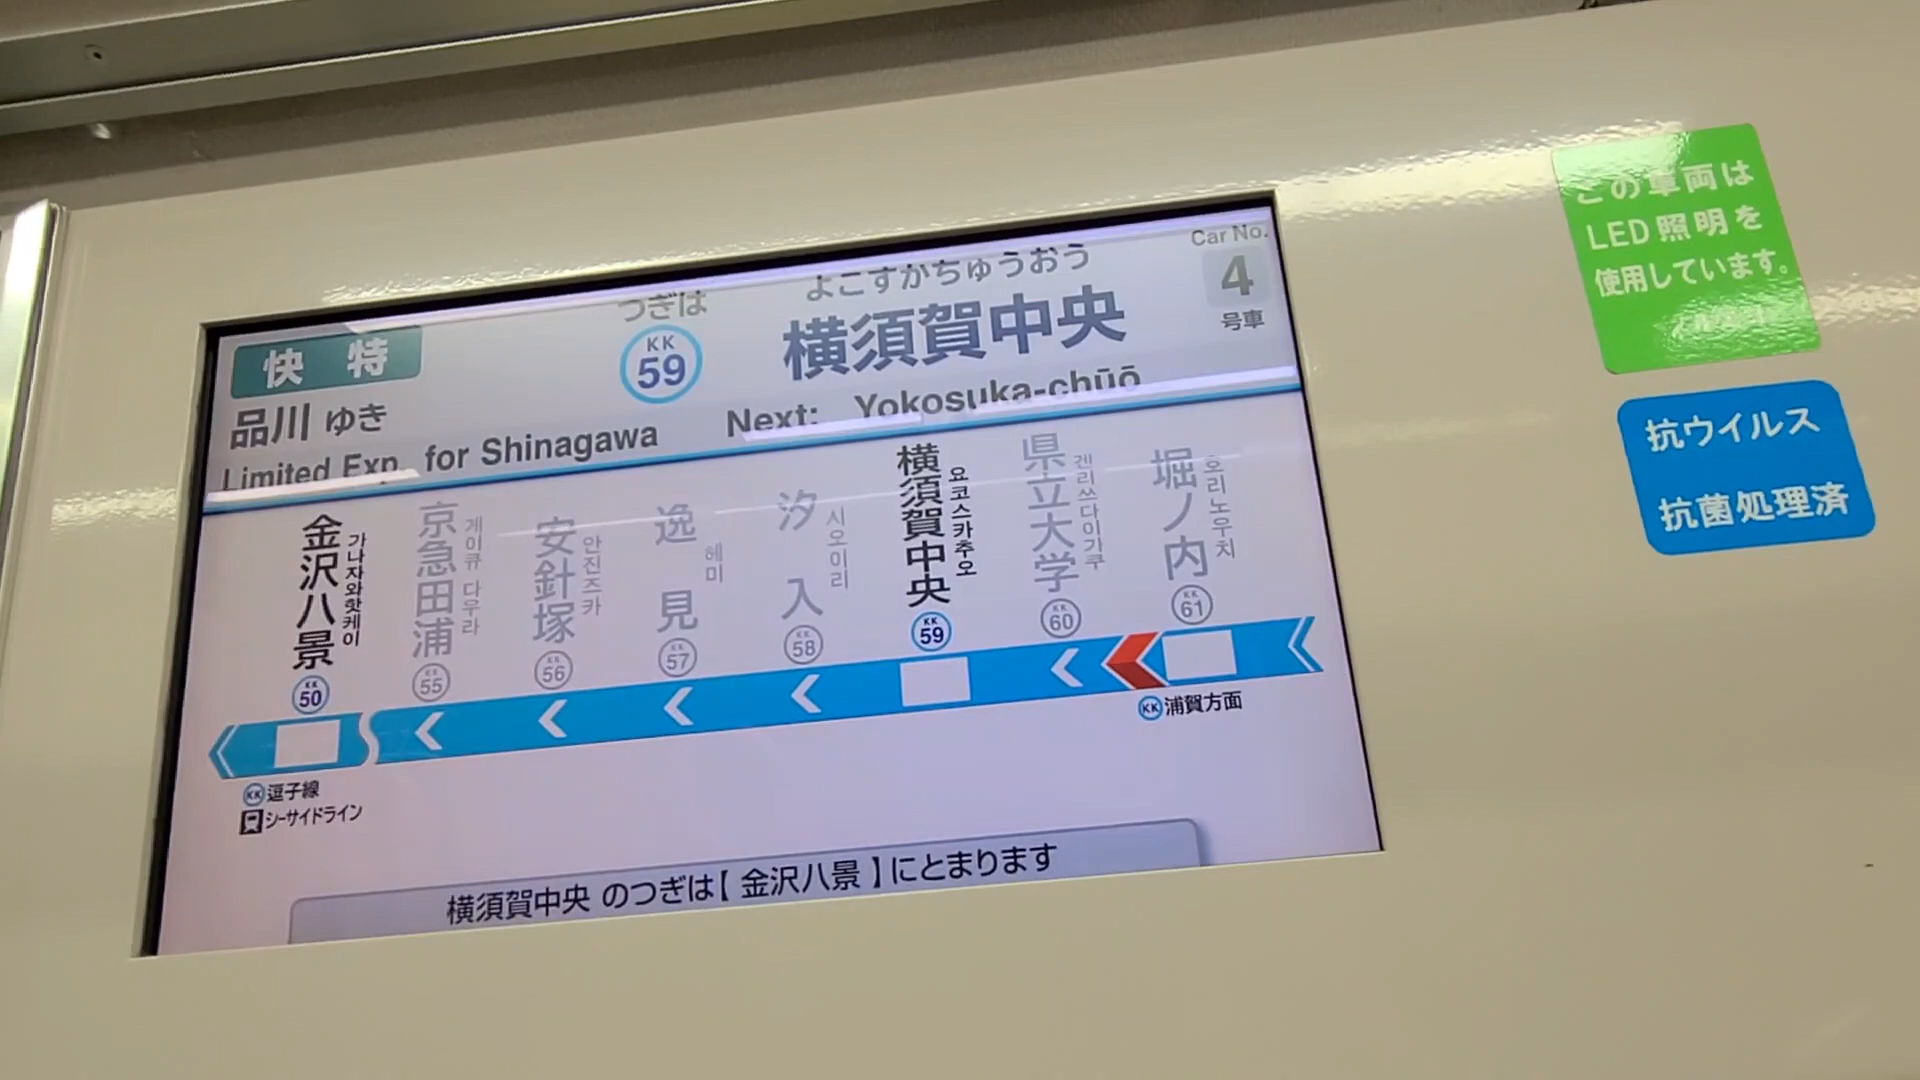 Car No.
4
号車
つぎは
よこすかちゅうおう
快特
KK
59
横須賀中央
品川 ゆき
Limited Exp. for Shinagawa
Next: Yokosuka-chūō
金沢八景
가나자와핫케이
KK
50
京急田浦
게이큐 다우라
KK
55
安針塚
안진즈카
KK
56
逸見
헤미
KK
57
汐入
시오이리
KK
58
横須賀中央
요코스카추오
KK
59
県立大学
겐리쓰다이가쿠
KK
60
堀ノ内
호리노우치
KK
61
KK 浦賀方面
KK 逗子線
シーサイドライン
横須賀中央 のつぎは【 金沢八景 】にとまります
この車両は
LED照明を
使用しています。
抗ウイルス
抗菌処理済